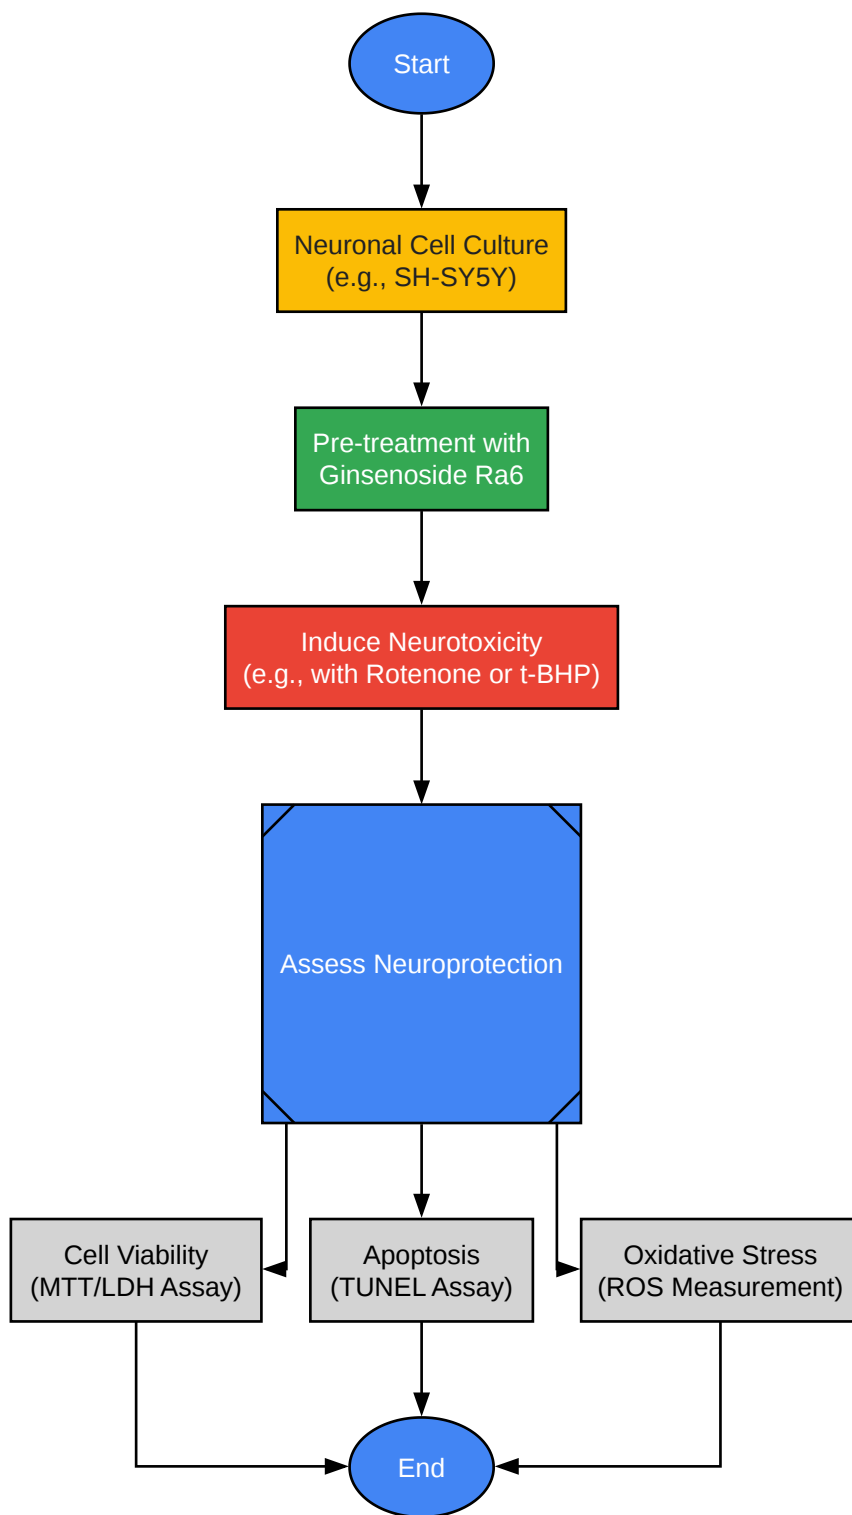 Start
Neuronal Cell Culture
(e.g., SH-SY5Y)
Pre-treatment with
Ginsenoside Ra6
Induce Neurotoxicity
(e.g., with Rotenone or t-BHP)
Assess Neuroprotection
Cell Viability
(MTT/LDH Assay)
Apoptosis
(TUNEL Assay)
Oxidative Stress
(ROS Measurement)
End